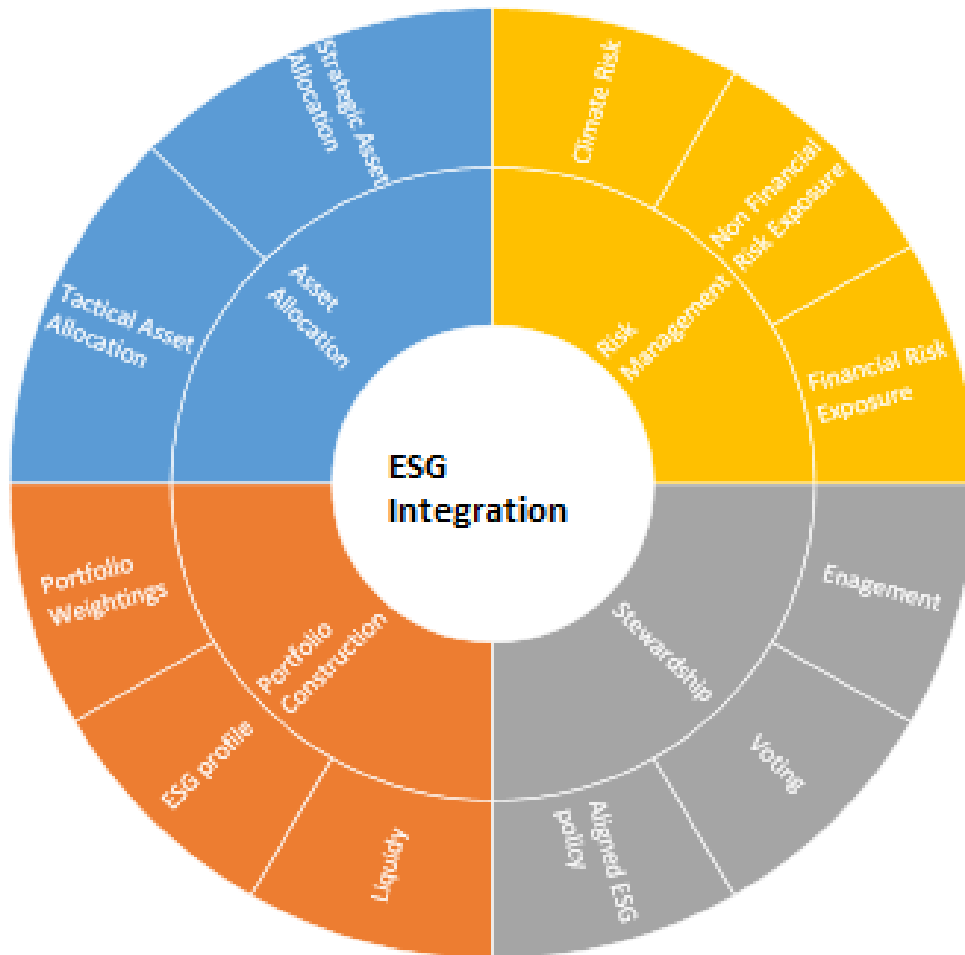 Strategic Asset
Allocation
Climate Risk
Non Financial
Risk Exposure
Financial Risk
Exposure
Tactical Asset
Allocation
Asset
Allocation
Risk
Management
ESG
Integration
Portfolio
Construction
Stewardship
Portfolio
Weightings
ESG profile
Liquidy
Enagement
Voting
Aligned ESG
policy